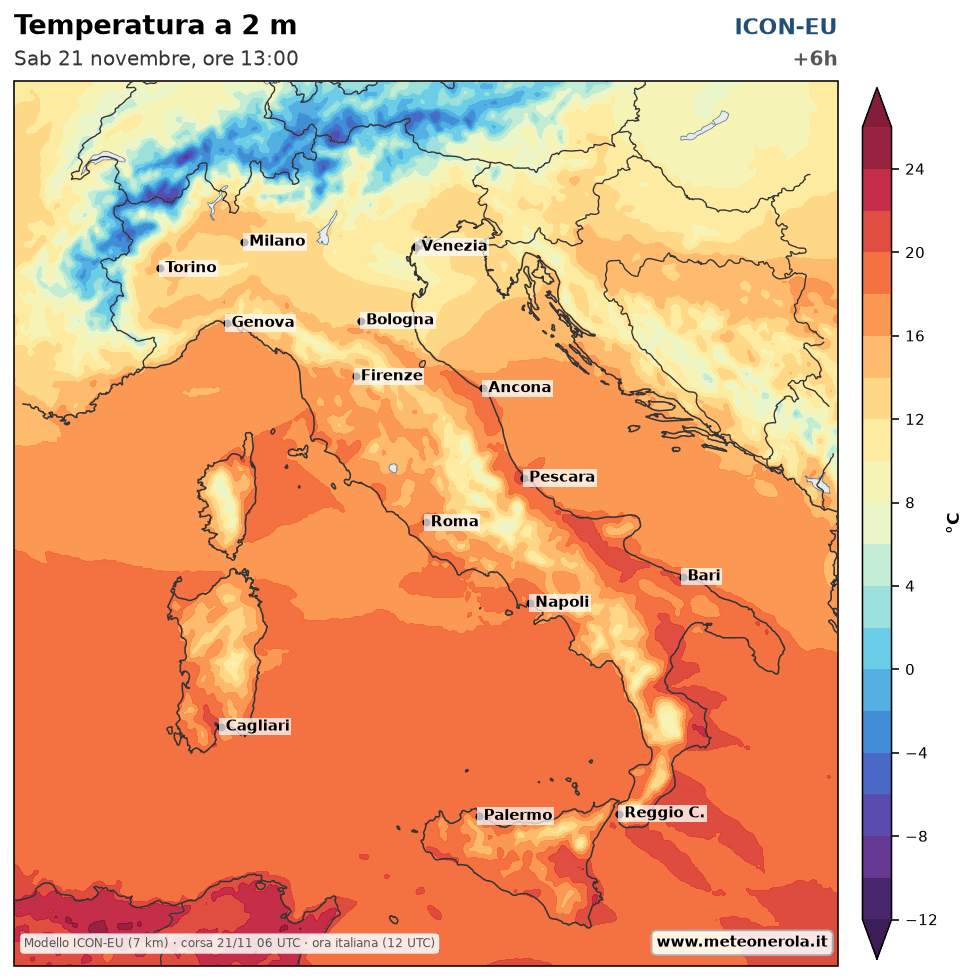 Temperatura a 2 m
ICON-EU
Sab 21 novembre, ore 13:00
+6h
24
20
16
12
8
4
0
−4
−8
−12
°C
Milano
Venezia
Torino
Genova
Bologna
Firenze
Ancona
Pescara
Roma
Bari
Napoli
Cagliari
Palermo
Reggio C.
Modello ICON-EU (7 km) · corsa 21/11 06 UTC · ora italiana (12 UTC)
www.meteonerola.it